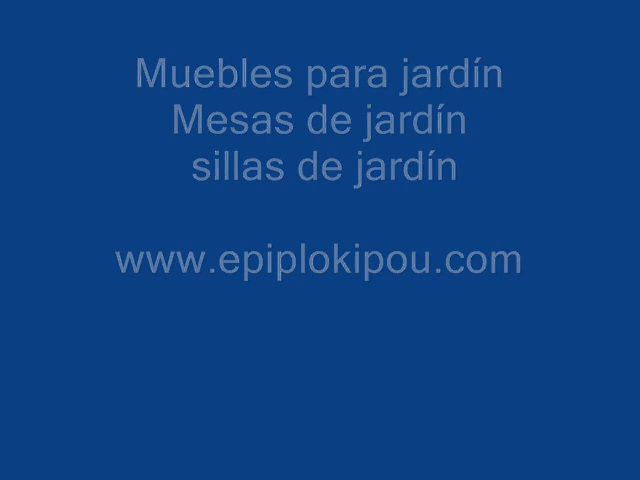 Muebles para jardín
Mesas de jardín
sillas de jardín
www.epiplokipou.com